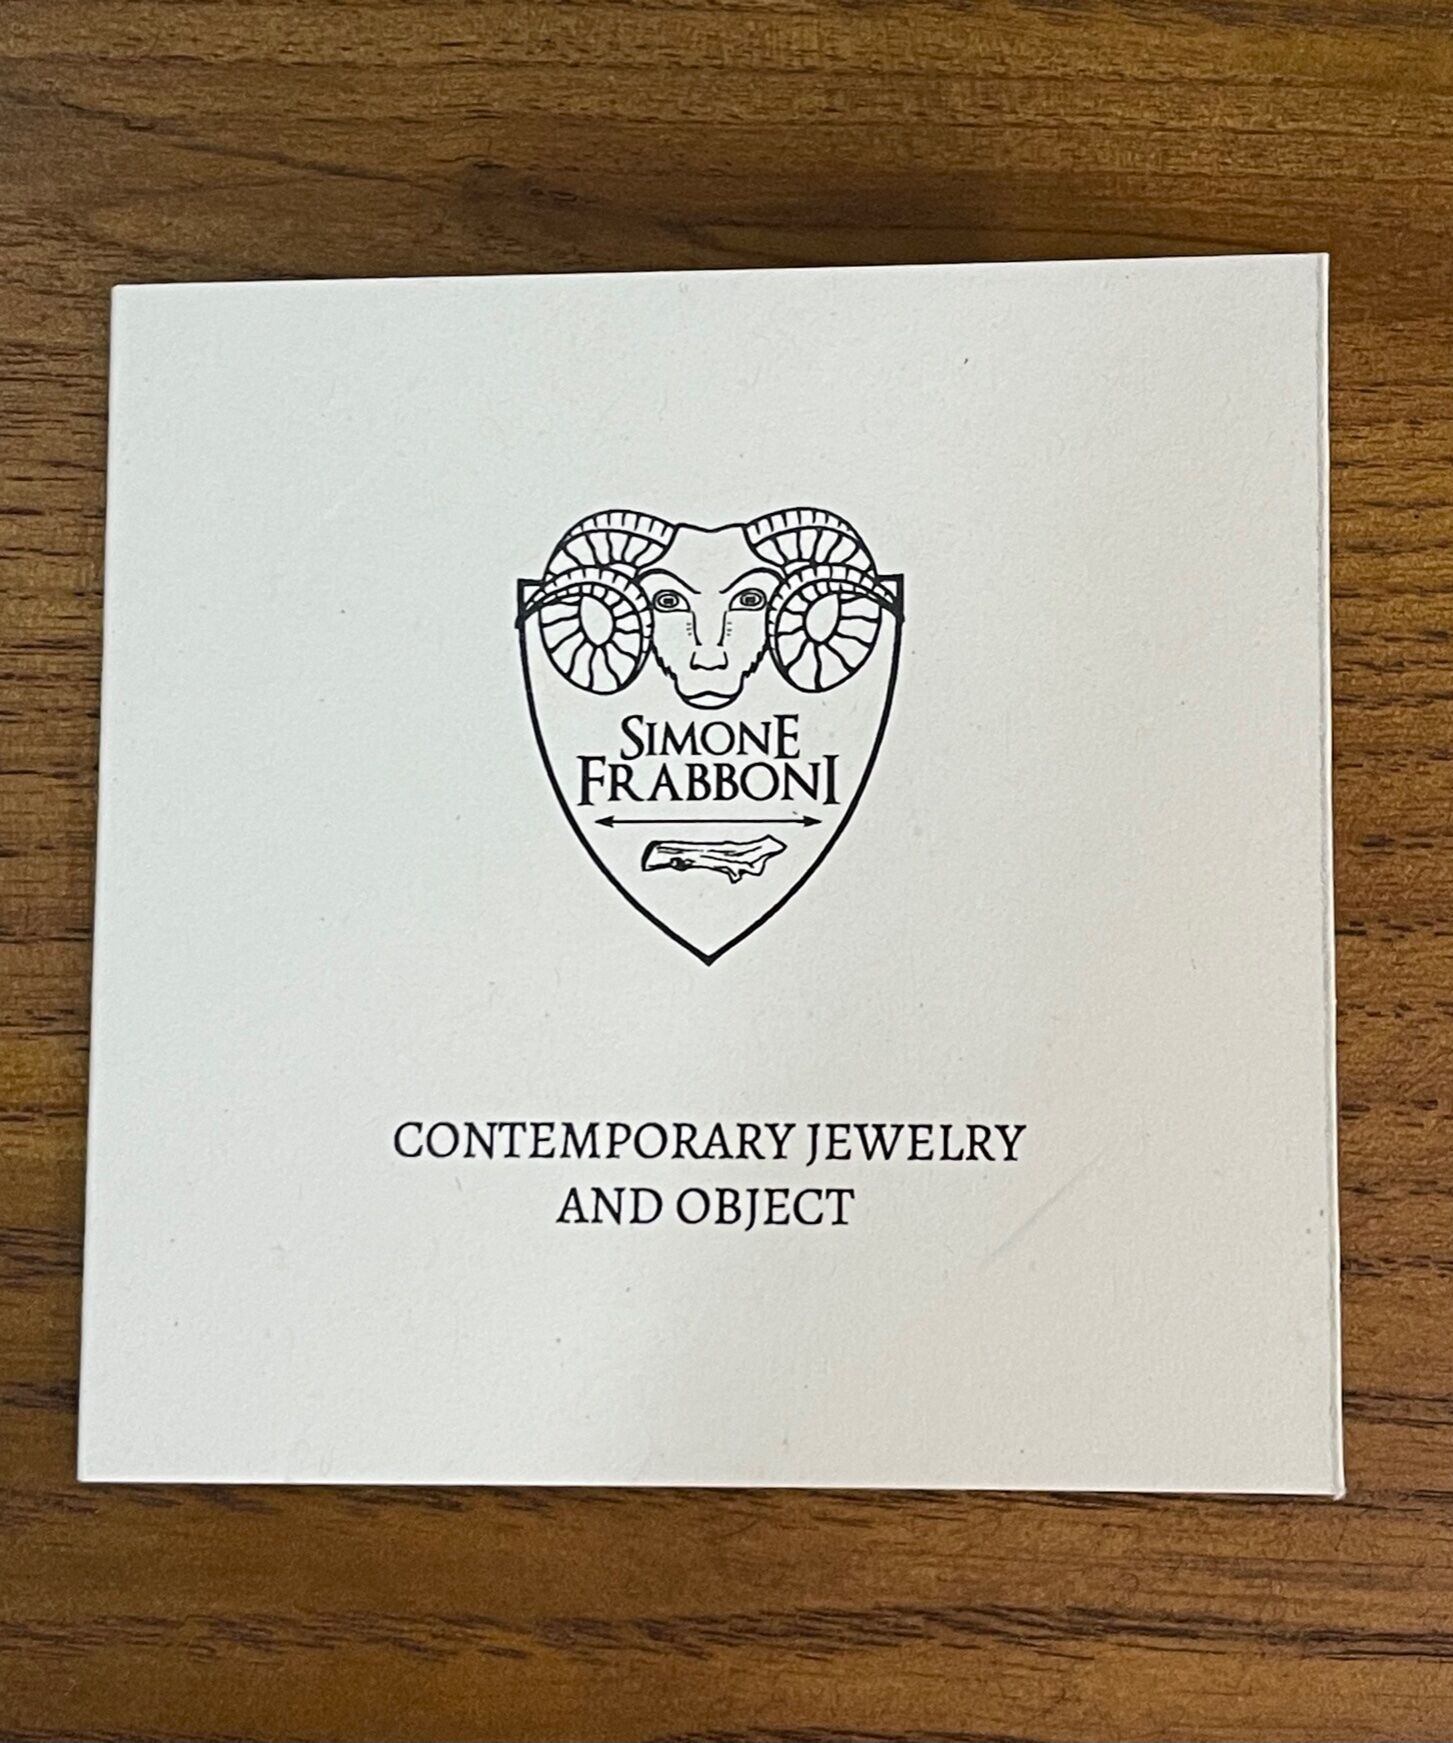 SIMONE
FRABBONI
CONTEMPORARY JEWELRY
AND OBJECT